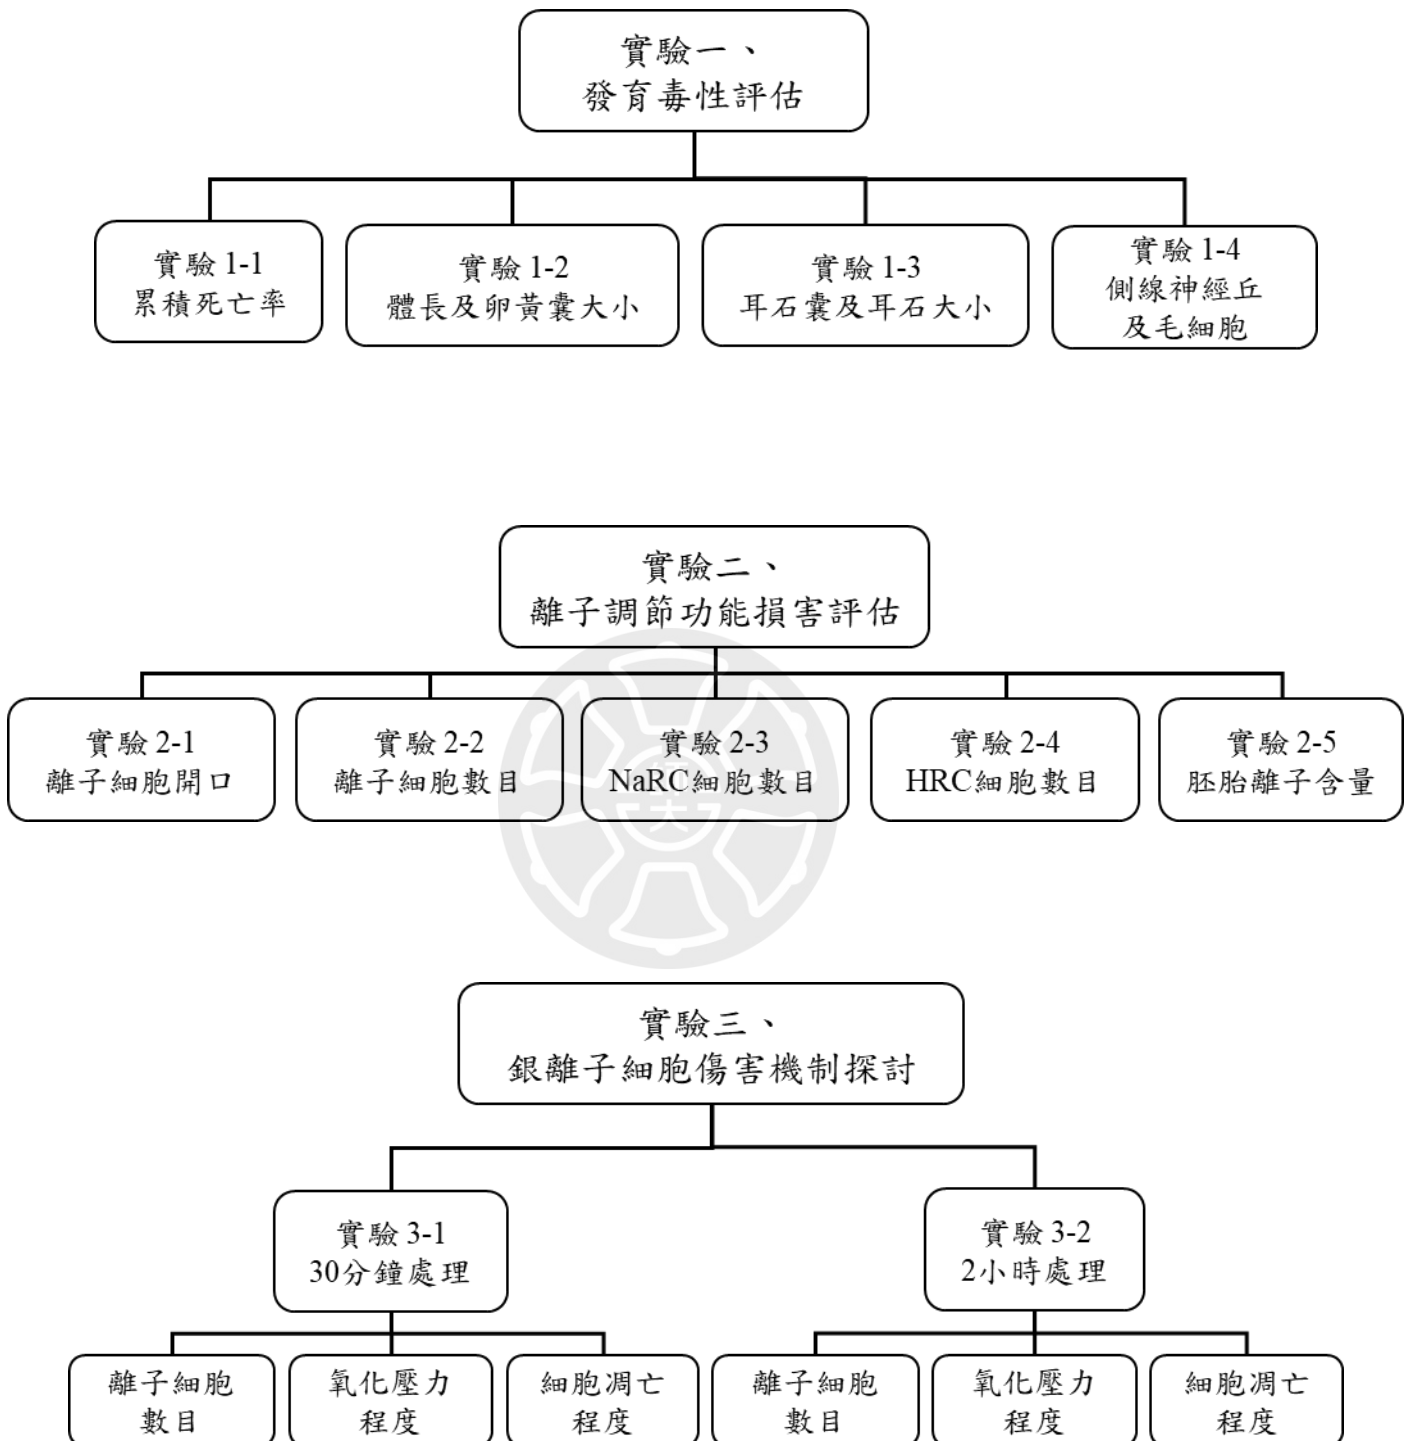 實驗一、
發育毒性評估
實驗 1-1
累積死亡率
實驗 1-2
體長及卵黃囊大小
實驗 1-3
耳石囊及耳石大小
實驗 1-4
側線神經丘
及毛細胞
實驗二、
離子調節功能損害評估
實驗 2-1
離子細胞開口
實驗 2-2
離子細胞數目
實驗 2-3
NaRC細胞數目
實驗 2-4
HRC細胞數目
實驗 2-5
胚胎離子含量
實驗三、
銀離子細胞傷害機制探討
實驗 3-1
30分鐘處理
實驗 3-2
2小時處理
離子細胞
數目
氧化壓力
程度
細胞凋亡
程度
離子細胞
數目
氧化壓力
程度
細胞凋亡
程度